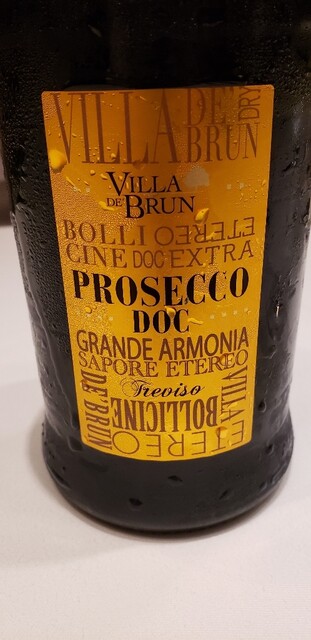 VILLA DE BRUN DRY
VILLA
DE BRUN
BOLLI ETEREO
CINE DOC EXTRA
PROSECCO
DOC
GRANDE ARMONIA
SAPORE ETEREO
Treviso
DE BRUN
BOLLICINE
VILLA
ETEREO